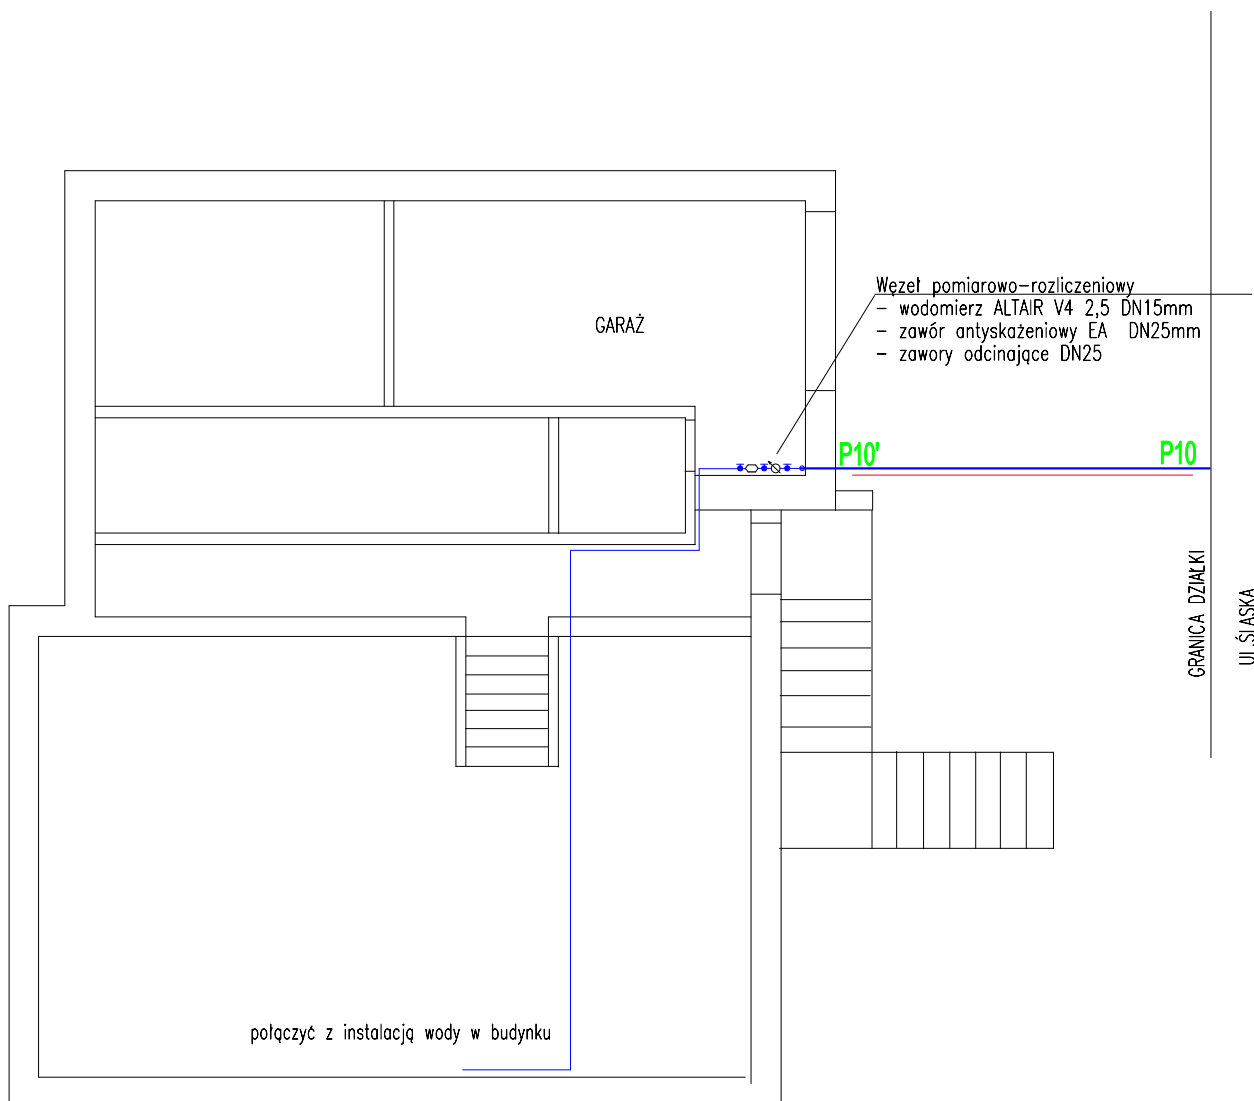 Węzeł pomiarowo-rozliczeniowy
- wodomierz ALTAIR V4 2,5 DN15mm
- zawór antyskażeniowy EA DN25mm
- zawory odcinające DN25
GARAŻ
P10'
P10
GRANICA DZIAŁKI
UL.ŚLĄSKA
połączyć z instalacją wody w budynku